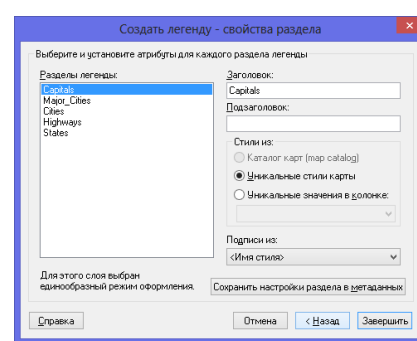 Создать легенду - свойства раздела
Выберите и установите атрибуты для каждого раздела легенды
Разделы легенды:
Capitals
Major_Cities
Cities
Highways
States
Заголовок:
Capitals
Подзаголовок:
Стили из:
Каталог карт (map catalog)
Уникальные стили карты
Уникальные значения в колонке:
Подписи из:
<Имя стиля>
Для этого слоя выбран
единообразный режим оформления.
Сохранить настройки раздела в метаданных
Справка
Отмена
< Назад
Завершить